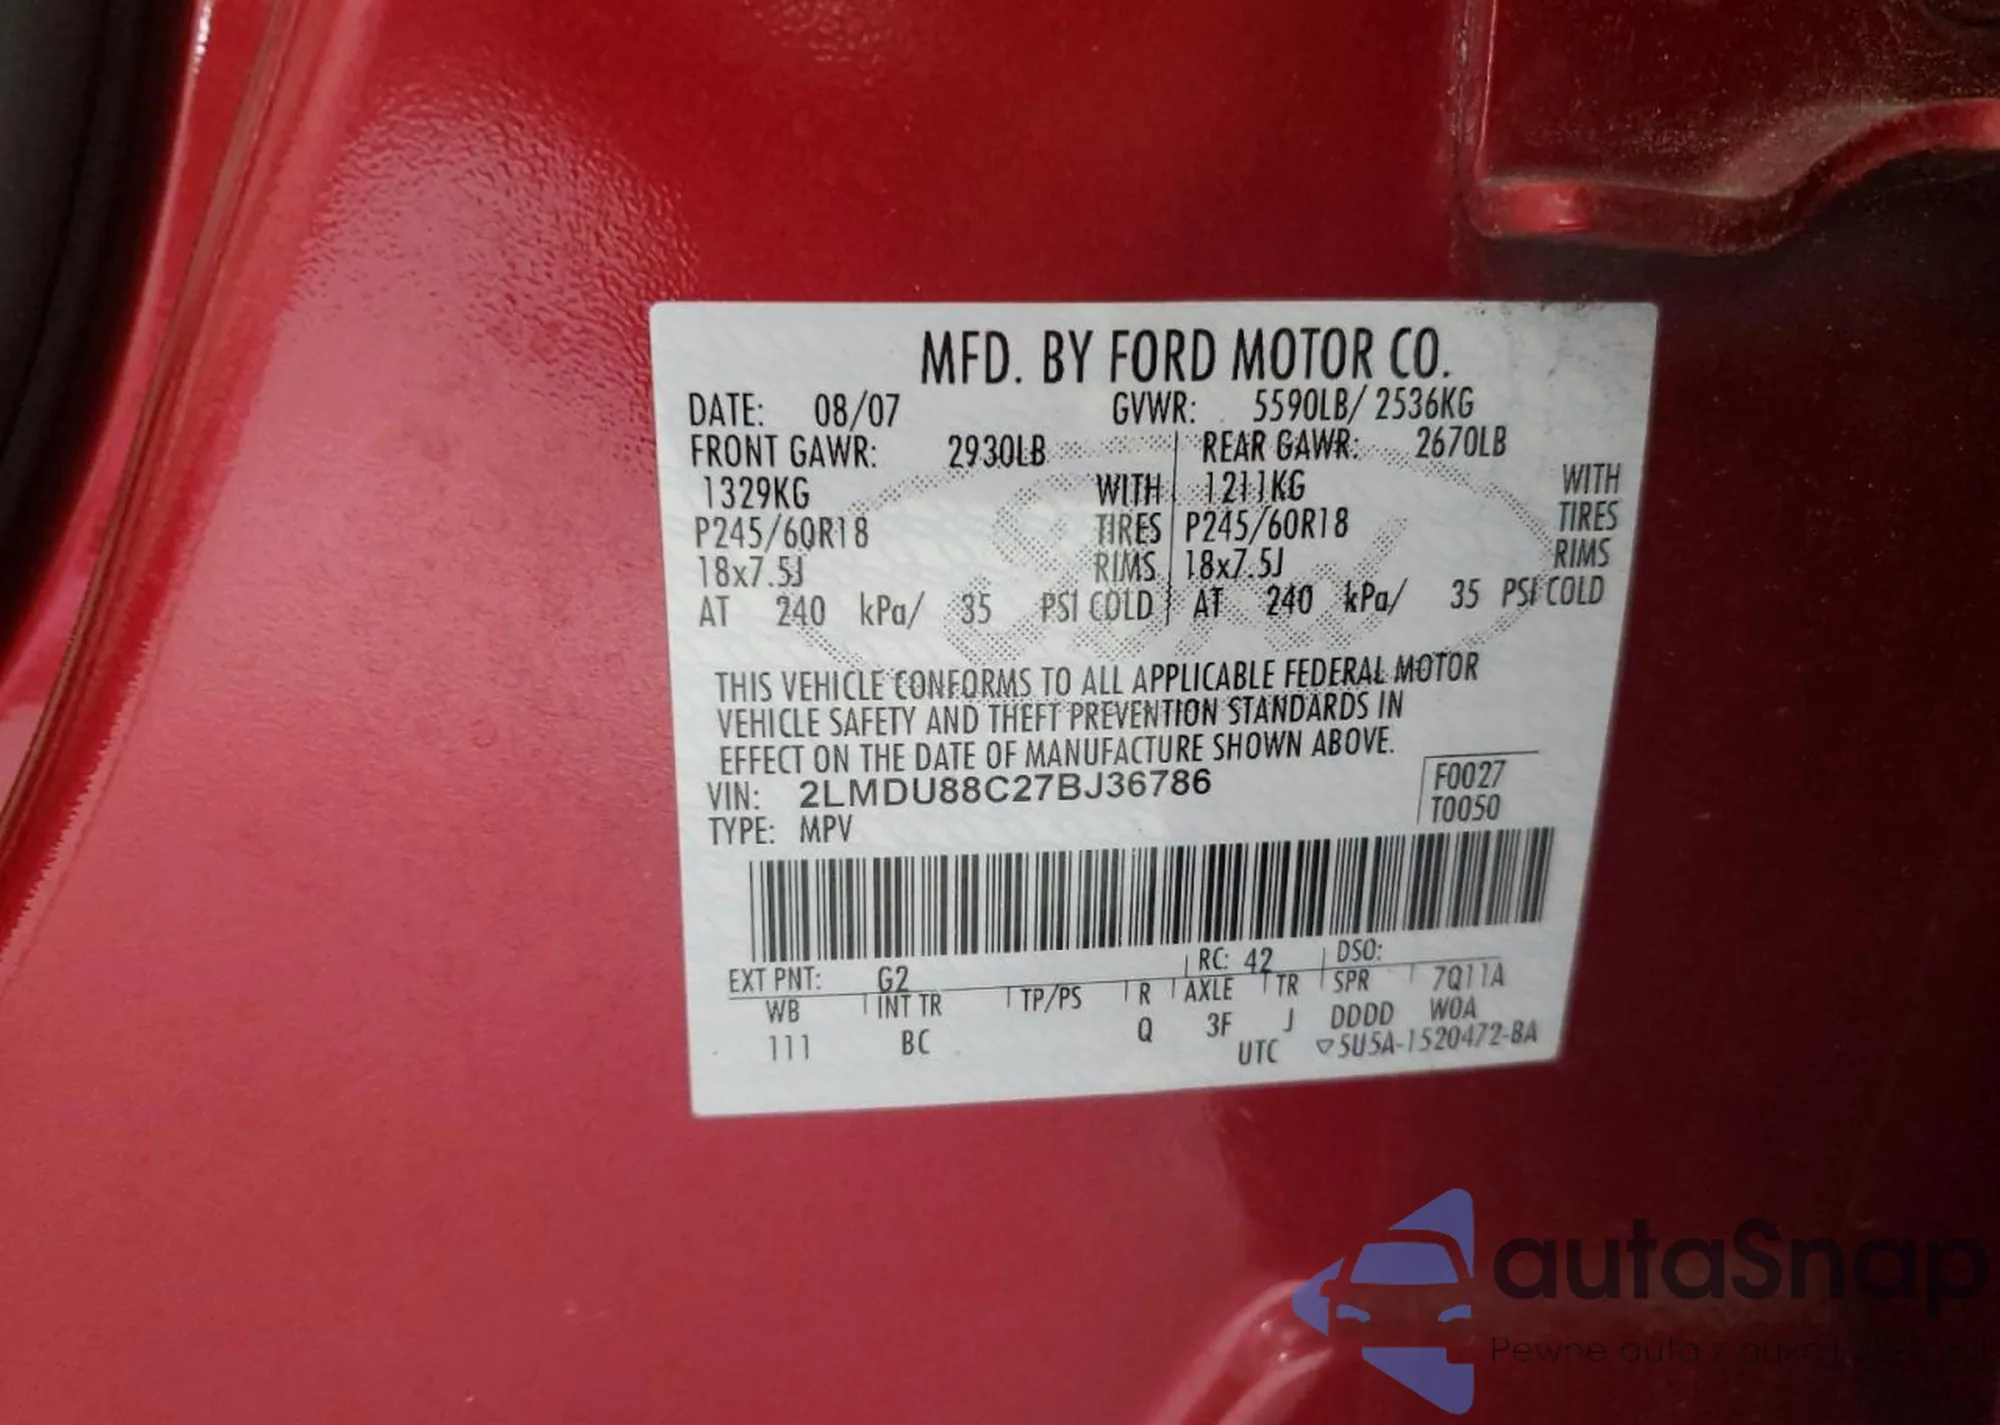 MFD. BY FORD MOTOR CO.
DATE: 08/07 GVWR: 5590LB/ 2536KG
FRONT GAWR: 2930LB REAR GAWR: 2670LB
1329KG WITH 1211KG WITH
P245/60R18 TIRES P245/60R18 TIRES
18x7.5J RIMS 18x7.5J RIMS
AT 240 kPa/ 35 PSI COLD AT 240 kPa/ 35 PSI COLD
THIS VEHICLE CONFORMS TO ALL APPLICABLE FEDERAL MOTOR
VEHICLE SAFETY AND THEFT PREVENTION STANDARDS IN
EFFECT ON THE DATE OF MANUFACTURE SHOWN ABOVE.
VIN: 2LMDU88C27BJ36786 F0027
TYPE: MPV T0050
EXT PNT: G2 RC: 42 DSO:
WB INT TR TP/PS R AXLE TR SPR 7Q11A
111 BC Q 3F J DDDD WOA
UTC ▽5U5A-1520472-BA
Ford
autaSnap
Pewne auta z